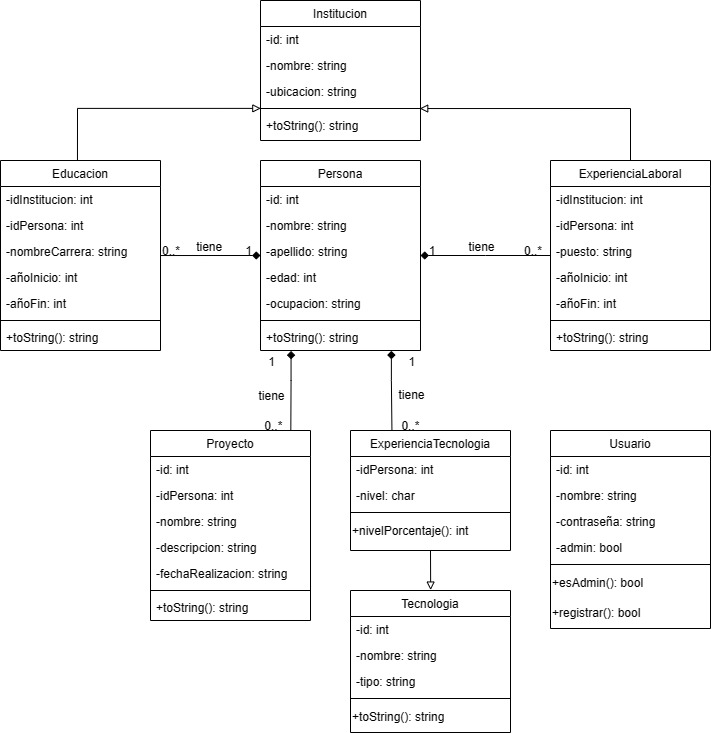 Institucion
-id: int
-nombre: string
-ubicacion: string
+toString(): string
Educacion
-idInstitucion: int
-idPersona: int
-nombreCarrera: string
-añoInicio: int
-añoFin: int
+toString(): string
0..*
tiene
1
Persona
-id: int
-nombre: string
-apellido: string
-edad: int
-ocupacion: string
+toString(): string
1
tiene
0..*
ExperienciaLaboral
-idInstitucion: int
-idPersona: int
-puesto: string
-añoInicio: int
-añoFin: int
+toString(): string
1
tiene
0..*
1
tiene
0..*
Proyecto
-id: int
-idPersona: int
-nombre: string
-descripcion: string
-fechaRealizacion: string
+toString(): string
ExperienciaTecnologia
-idPersona: int
-nivel: char
+nivelPorcentaje(): int
Usuario
-id: int
-nombre: string
-contraseña: string
-admin: bool
+esAdmin(): bool
+registrar(): bool
Tecnologia
-id: int
-nombre: string
-tipo: string
+toString(): string